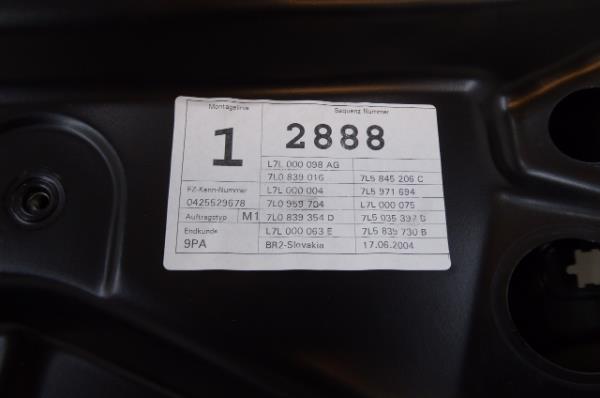 Montagelinie Sequenz Nummer
1 2888
L7L 000 098 AG
7L0 839 016 7L5 845 206 C
FZ-Kenn-Nummer L7L 000 004 7L5 971 694
0425529678 7L0 959 704 L7L 000 075
Auftragstyp M1 7L0 839 354 D 7L5 035 397 D
Endkunde L7L 000 063 E 7L5 839 730 B
9PA BR2-Slovakia 17.06.2004